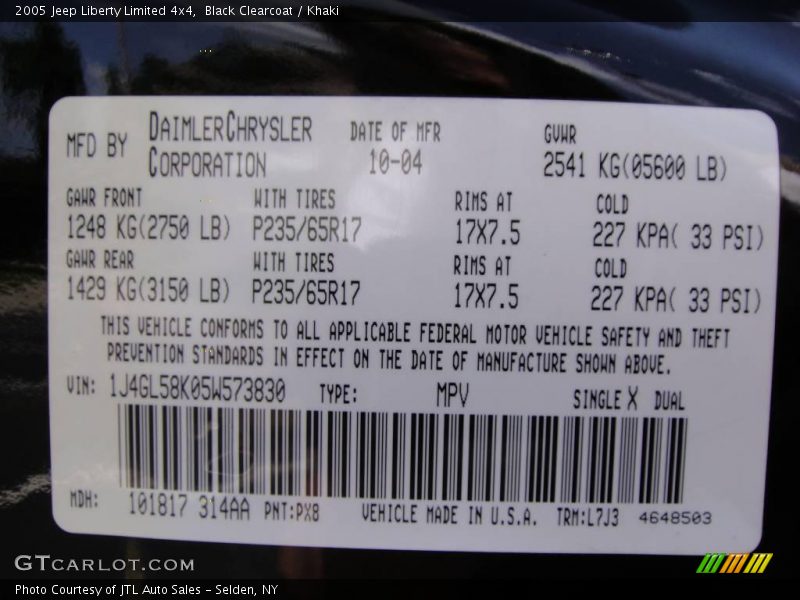 2005 Jeep Liberty Limited 4x4,  Black Clearcoat / Khaki
MFD BY DAIMLERCHRYSLER CORPORATION DATE OF MFR 10-04 GVWR 2541 KG(05600 LB)
GAWR FRONT WITH TIRES RIMS AT COLD
1248 KG(2750 LB) P235/65R17 17X7.5 227 KPA( 33 PSI)
GAWR REAR WITH TIRES RIMS AT COLD
1429 KG(3150 LB) P235/65R17 17X7.5 227 KPA( 33 PSI)
THIS VEHICLE CONFORMS TO ALL APPLICABLE FEDERAL MOTOR VEHICLE SAFETY AND THEFT
PREVENTION STANDARDS IN EFFECT ON THE DATE OF MANUFACTURE SHOWN ABOVE.
VIN: 1J4GL58K05W573830 TYPE: MPV SINGLE X DUAL
MDH: 101817 314AA PNT:PX8 VEHICLE MADE IN U.S.A. TRM:L7J3 4648503
GTCARLOT.COM
Photo Courtesy of JTL Auto Sales - Selden, NY